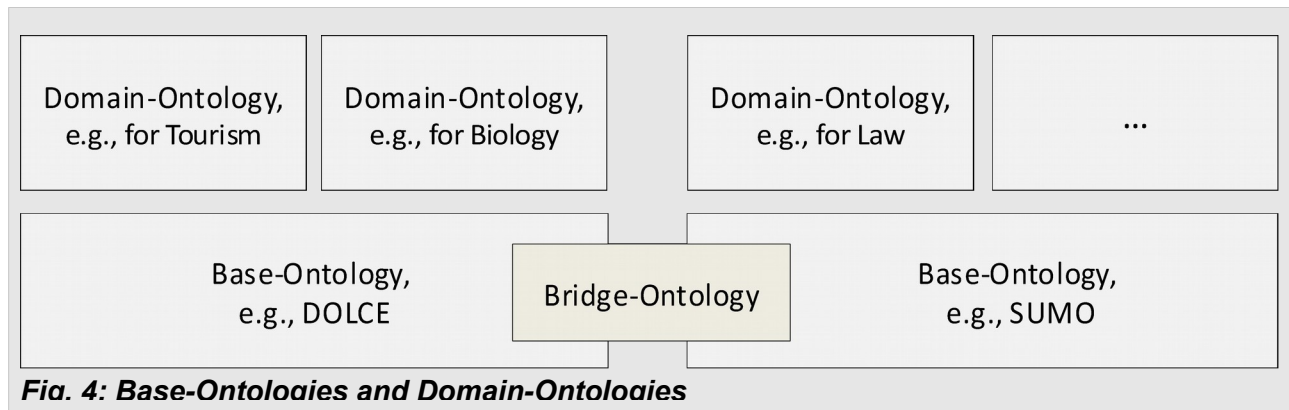 Domain-Ontology,
e.g., for Tourism
Domain-Ontology,
e.g., for Biology
Domain-Ontology,
e.g., for Law
...
Base-Ontology,
e.g., DOLCE
Bridge-Ontology
Base-Ontology,
e.g., SUMO
Fig. 4: Base-Ontologies and Domain-Ontologies